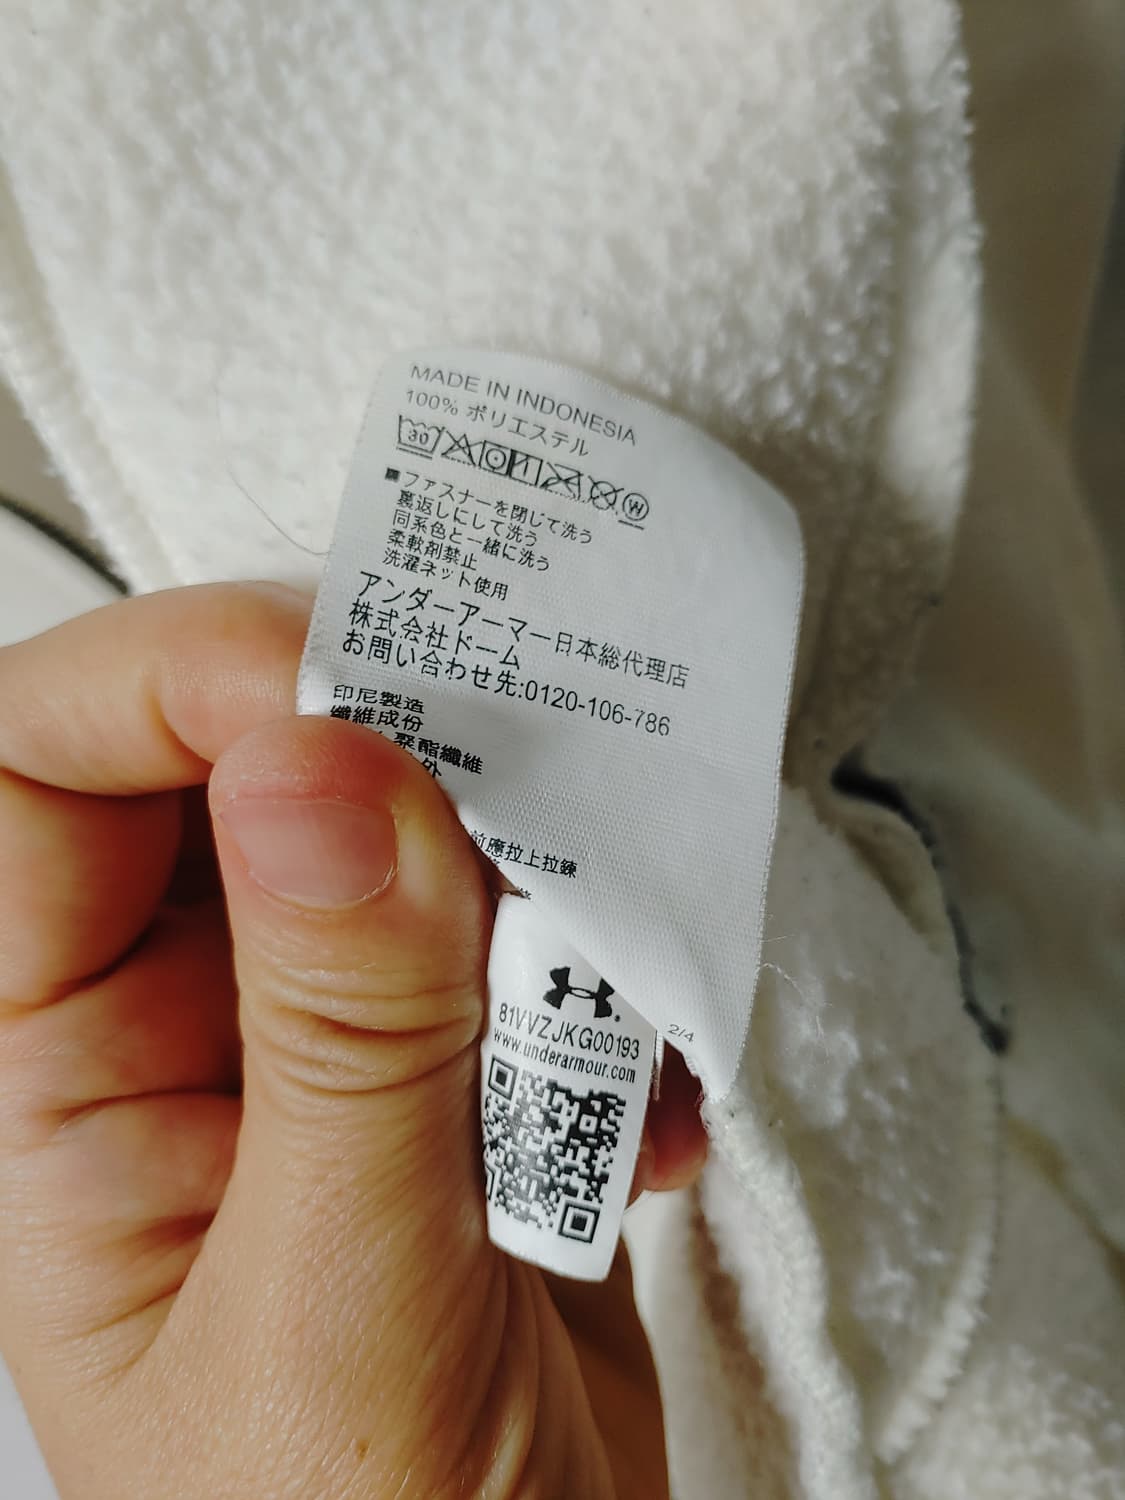 MADE IN INDONESIA
100% ポリエステル
30 W
■ファスナーを閉じて洗う
裏返しにして洗う
同系色と一緒に洗う
柔軟剤禁止
洗濯ネット使用
アンダーアーマー日本総代理店
株式会社ドーム
お問い合わせ先:0120-106-786
印尼製造
纖維成份
聚酯纖維
外
前應拉上拉鍊
2/4
81VVZJKG00193
www.underarmour.com